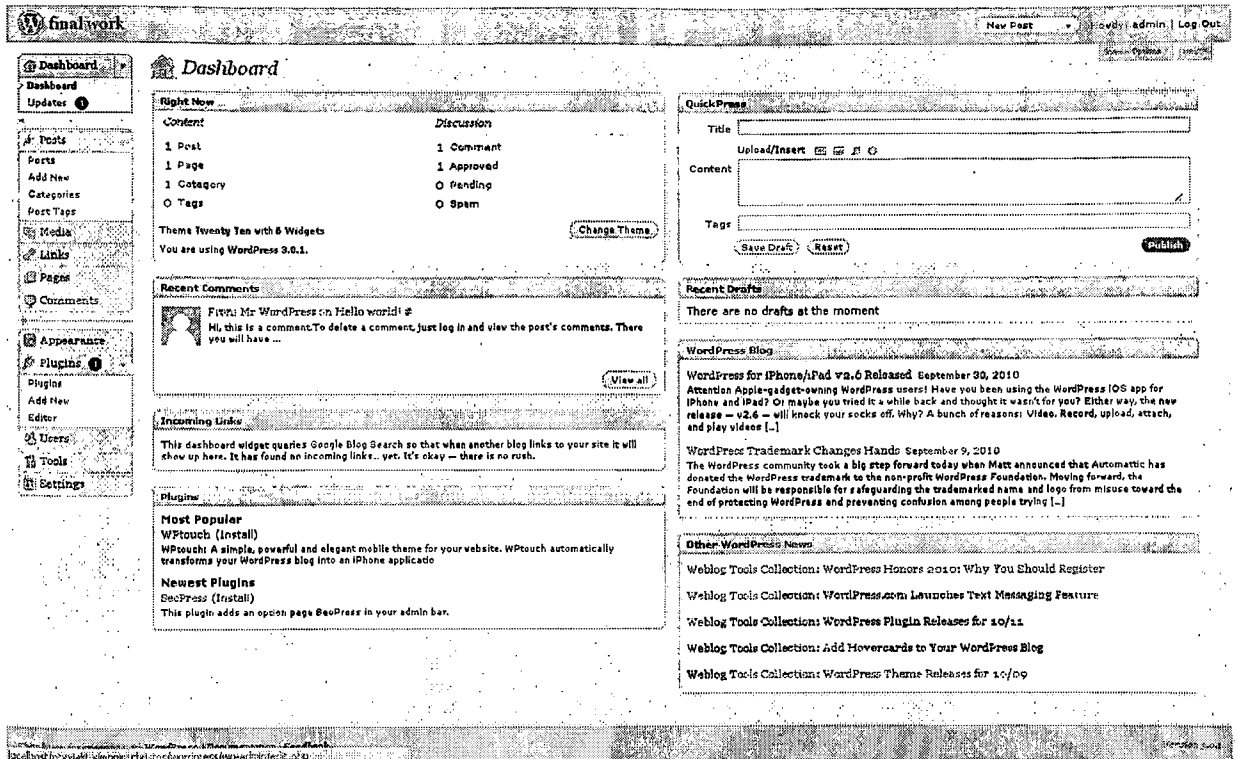 final work
New Post
Howdy, admin | Log Out
Dashboard
Dashboard
Updates 1
Posts
Posts
Add New
Categories
Post Tags
Media
Links
Pages
Comments
Appearance
Plugins 1
Plugins
Add New
Editor
Users
Tools
Settings
Dashboard
Right Now
Content
Discussion
1 Post
1 Comment
1 Page
1 Approved
1 Category
0 Pending
0 Tags
0 Spam
Theme Twenty Ten with 6 Widgets
Change Theme
You are using WordPress 3.0.1.
Recent Comments
From Mr WordPress on Hello world! #
Hi, this is a comment.To delete a comment, just log in and view the post's comments. There
you will have ...
View all
Incoming Links
This dashboard widget queries Google Blog Search so that when another blog links to your site it will
show up here. It has found no incoming links... yet. It's okay — there is no rush.
Plugins
Most Popular
WPtouch (Install)
WPtouch: A simple, powerful and elegant mobile theme for your website. WPtouch automatically
transforms your WordPress blog into an iPhone applicatio
Newest Plugins
SecPress (Install)
This plugin adds an option page SecPress in your admin bar.
QuickPress
Title
Upload/Insert
Content
Tags
Save Draft
Reset
Publish
Recent Drafts
There are no drafts at the moment
WordPress Blog
WordPress for iPhone/iPad v2.6 Released September 30, 2010
Attention Apple-gadget-owning WordPress users! Have you been using the WordPress iOS app for
iPhone and iPad? Or maybe you tried it a while back and thought it wasn't for you? Either way, the new
release — v2.6 — will knock your socks off. Why? A bunch of reasons: Video. Record, upload, attach,
and play videos [...]
WordPress Trademark Changes Hands September 9, 2010
The WordPress community took a big step forward today when Matt announced that Automattic has
donated the WordPress trademark to the non-profit WordPress Foundation. Moving forward, the
Foundation will be responsible for safeguarding the trademarked name and logo from misuse toward the
end of protecting WordPress and preventing confusion among people trying [...]
Other WordPress News
Weblog Tools Collection: WordPress Honors 2010: Why You Should Register
Weblog Tools Collection: WordPress.com Launches Text Messaging Feature
Weblog Tools Collection: WordPress Plugin Releases for 10/11
Weblog Tools Collection: Add Hovercards to Your WordPress Blog
Weblog Tools Collection: WordPress Theme Releases for 10/09